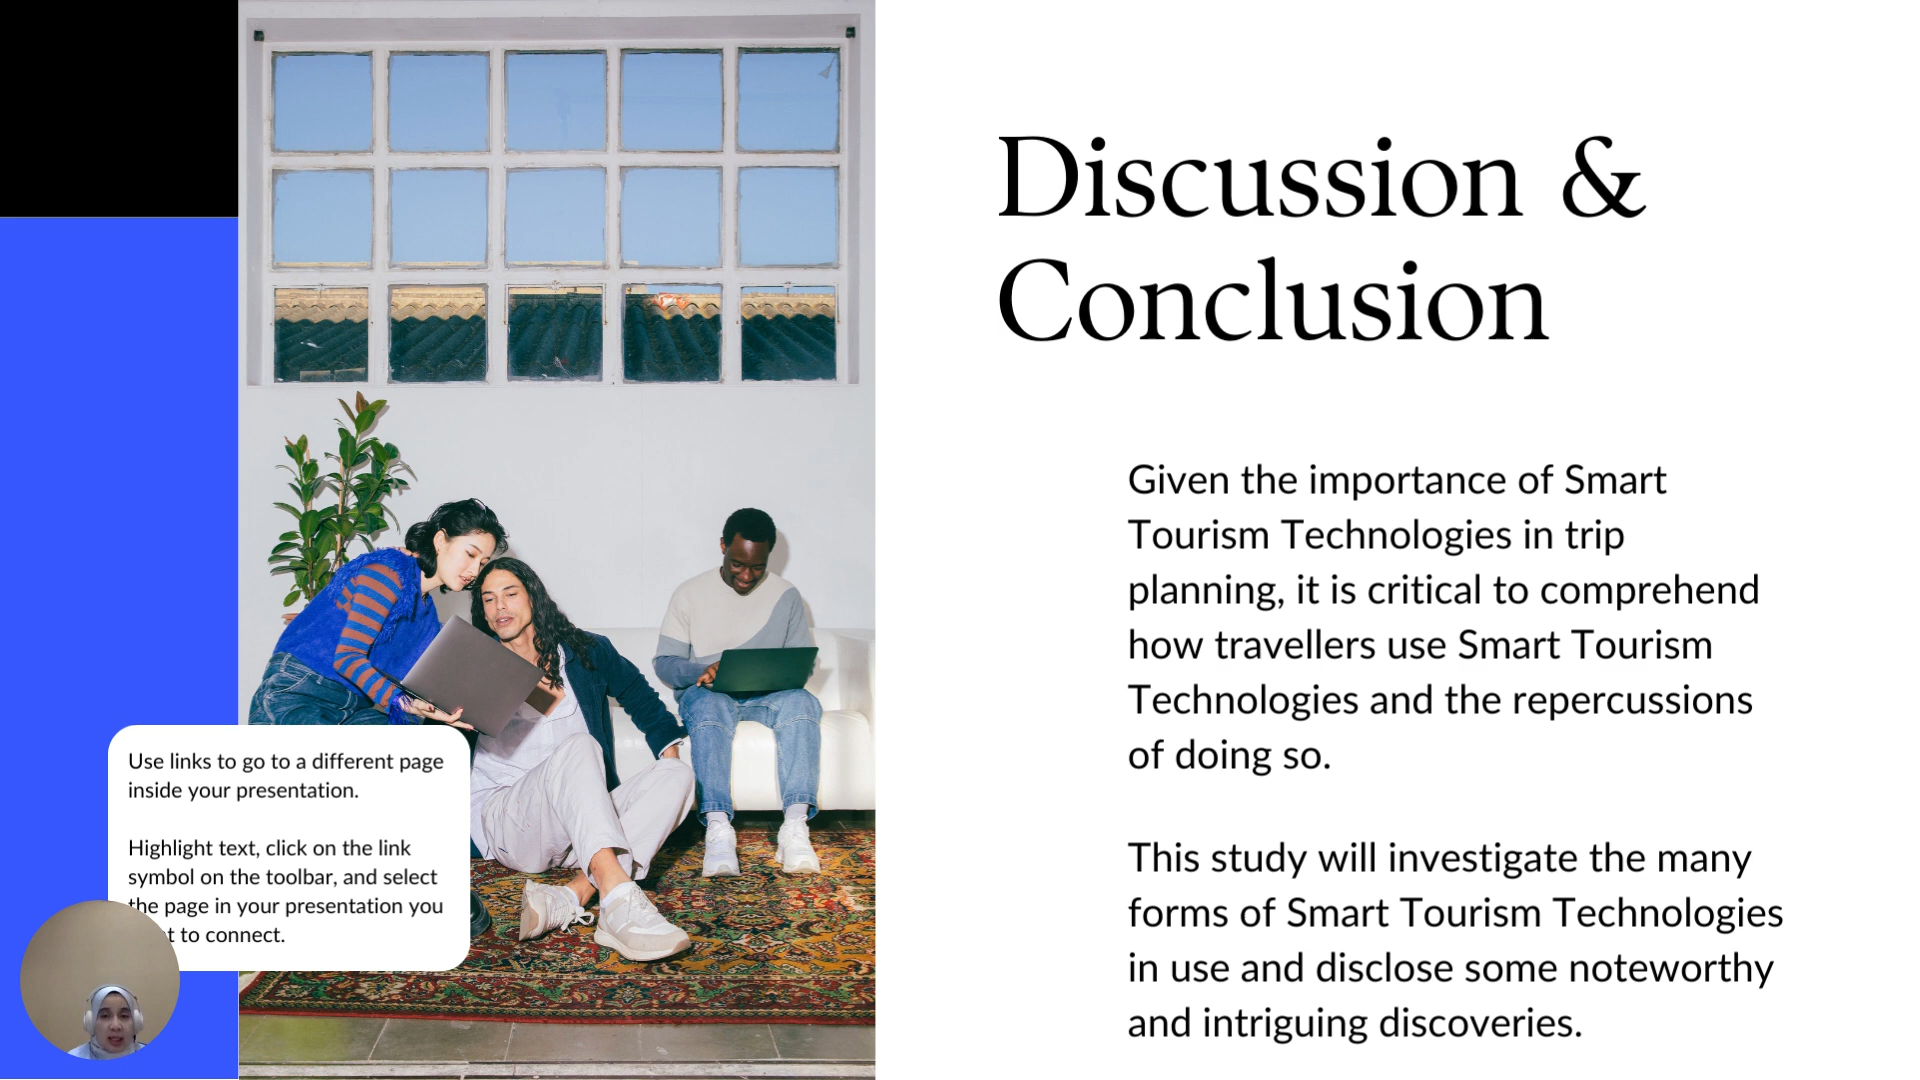 Discussion &
Conclusion
Given the importance of Smart
Tourism Technologies in trip
planning, it is critical to comprehend
how travellers use Smart Tourism
Technologies and the repercussions
of doing so.
This study will investigate the many
forms of Smart Tourism Technologies
in use and disclose some noteworthy
and intriguing discoveries.
Use links to go to a different page
inside your presentation.
Highlight text, click on the link
symbol on the toolbar, and select
the page in your presentation you
to connect.